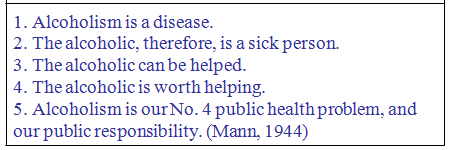 1. Alcoholism is a disease.
2. The alcoholic, therefore, is a sick person.
3. The alcoholic can be helped.
4. The alcoholic is worth helping.
5. Alcoholism is our No. 4 public health problem, and
our public responsibility. (Mann, 1944)